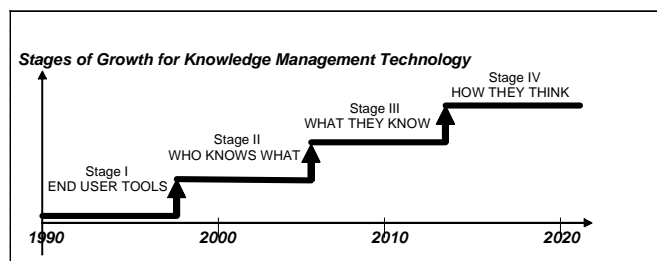 Stages of Growth for Knowledge Management Technology
Stage IV
HOW THEY THINK
Stage III
WHAT THEY KNOW
Stage II
WHO KNOWS WHAT
Stage I
END USER TOOLS
1990 2000 2010 2020